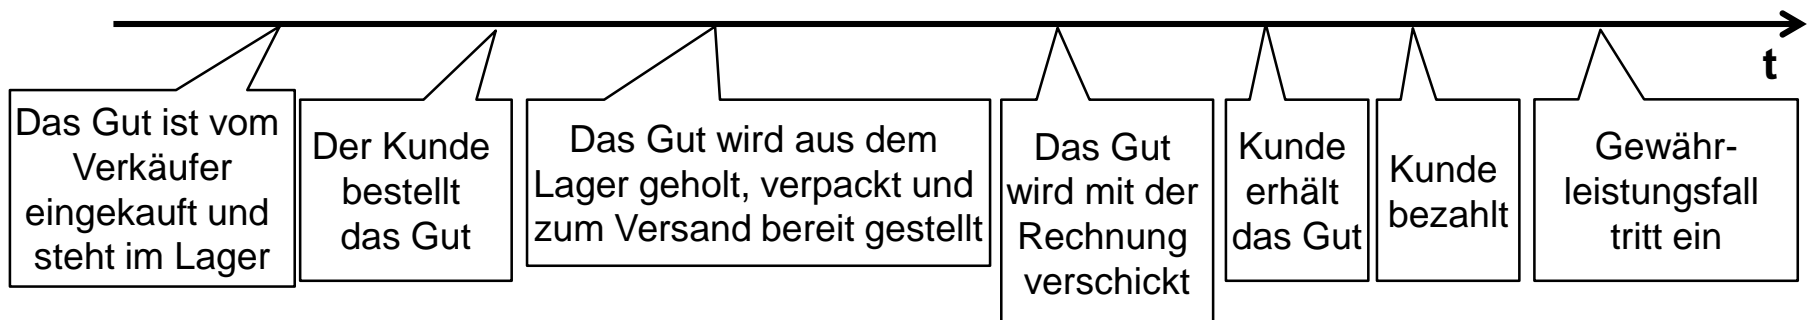 t
Das Gut ist vom
Verkäufer
eingekauft und
steht im Lager
Der Kunde
bestellt
das Gut
Das Gut wird aus dem
Lager geholt, verpackt und
zum Versand bereit gestellt
Das Gut
wird mit der
Rechnung
verschickt
Kunde
erhält
das Gut
Kunde
bezahlt
Gewähr-
leistungsfall
tritt ein